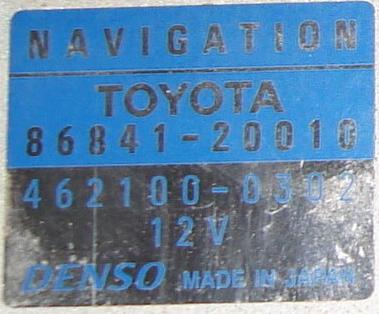 NAVIGATION
TOYOTA
86841-20010
462100-0302
12V
DENSO MADE IN JAPAN